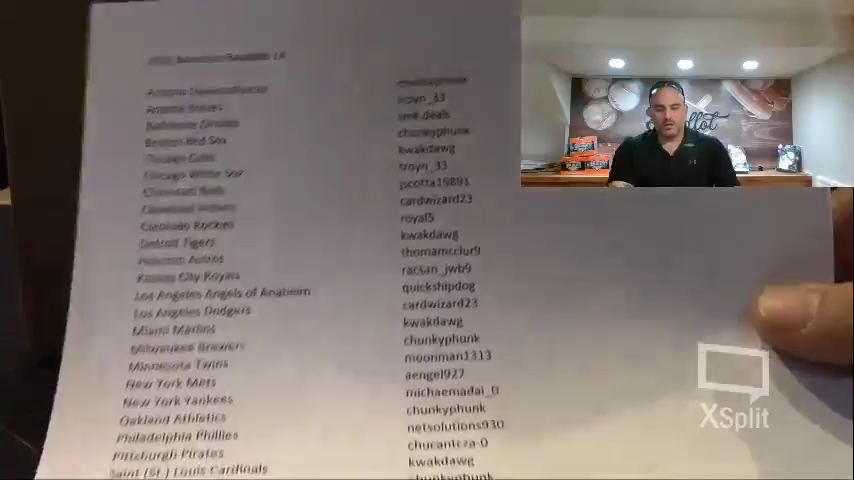 Arizona Diamondbacks
Atlanta Braves troyn_33
Baltimore Orioles
Boston Red Sox chunkyphunk
Chicago Cubs kwakdawg
Chicago White Sox troyn_33
Cincinnati Reds jscotta19891
Cleveland Indians cardwizard23
Colorado Rockies royal5
Detroit Tigers kwakdawg
Houston Astros thomamcclur9
Kansas City Royals racsan_jwb9
Los Angeles Angels of Anaheim quickshipdog
Los Angeles Dodgers cardwizard23
Miami Marlins kwakdawg
Milwaukee Brewers chunkyphunk
Minnesota Twins moonman1313
New York Mets aengel927
New York Yankees michaemadai_0
Oakland Athletics chunkyphunk
Philadelphia Phillies netsolutions930
Pittsburgh Pirates chucantcza-0
Saint (St.) Louis Cardinals kwakdawg
chunkyphunk
XSplit